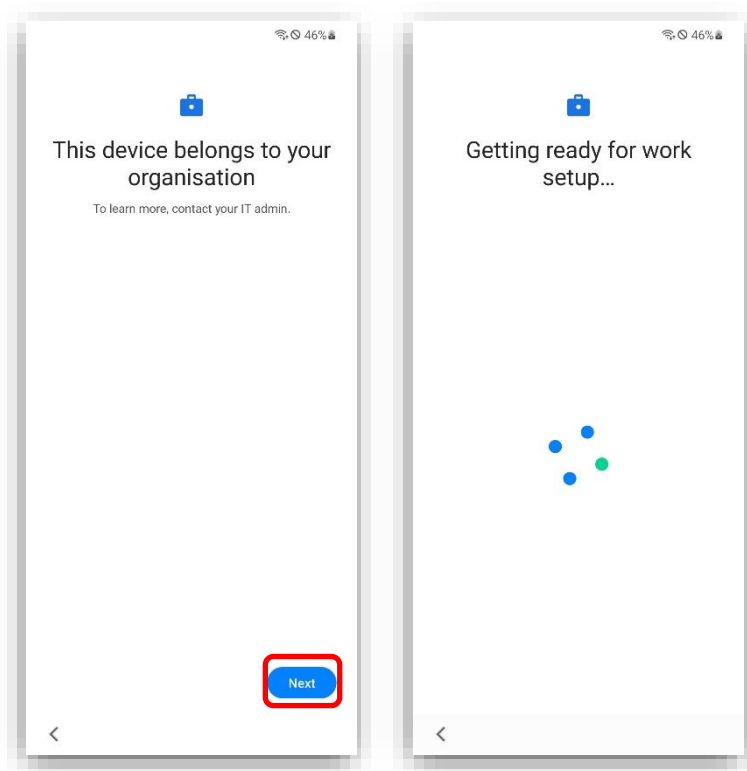 46%
This device belongs to your
organisation
To learn more, contact your IT admin.
Next
46%
Getting ready for work
setup...